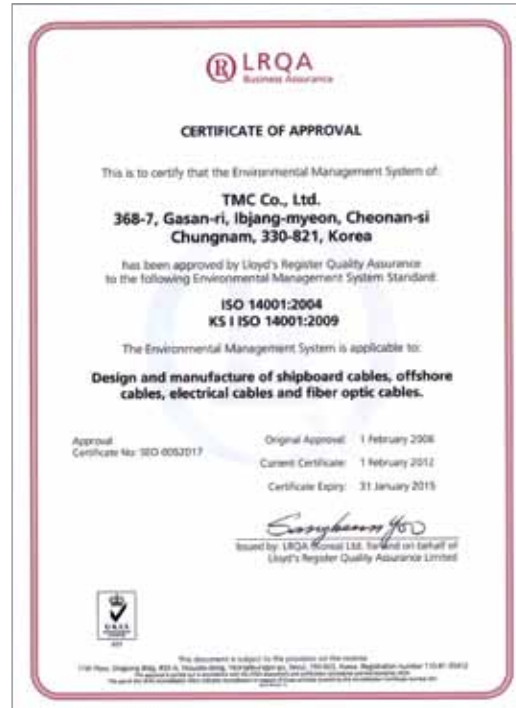 LRQA
Business Assurance
CERTIFICATE OF APPROVAL
This is to certify that the Environmental Management System of:
TMC Co., Ltd.
368-7, Gasan-ri, Ibjang-myeon, Cheonan-si
Chungnam, 330-821, Korea
has been approved by Lloyd's Register Quality Assurance
to the following Environmental Management System Standard:
ISO 14001:2004
KS I ISO 14001:2009
The Environmental Management System is applicable to:
Design and manufacture of shipboard cables, offshore
cables, electrical cables and fiber optic cables.
Approval
Certificate No: SEO
Original Approval: 1 February 2006
Current Certificate: 1 February 2012
Certificate Expiry: 31 January 2015
Issued by: LRQA (Korea) Ltd. for and on behalf of
Lloyd's Register Quality Assurance Limited
UKAS
This document is subject to the provision on the reverse